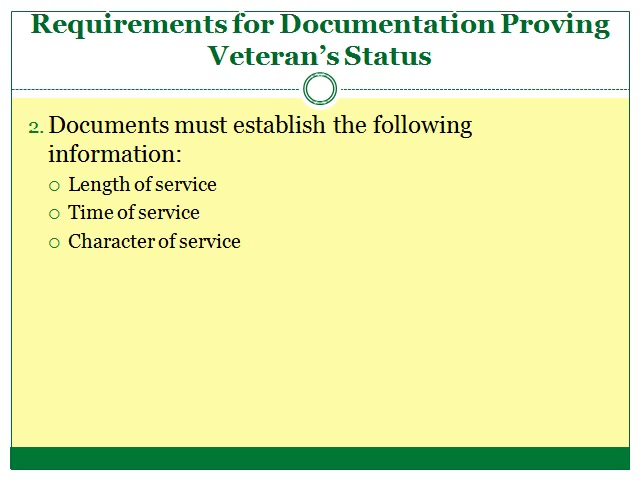 Requirements for Documentation Proving
Veteran’s Status
2. Documents must establish the following
information:
Length of service
Time of service
Character of service